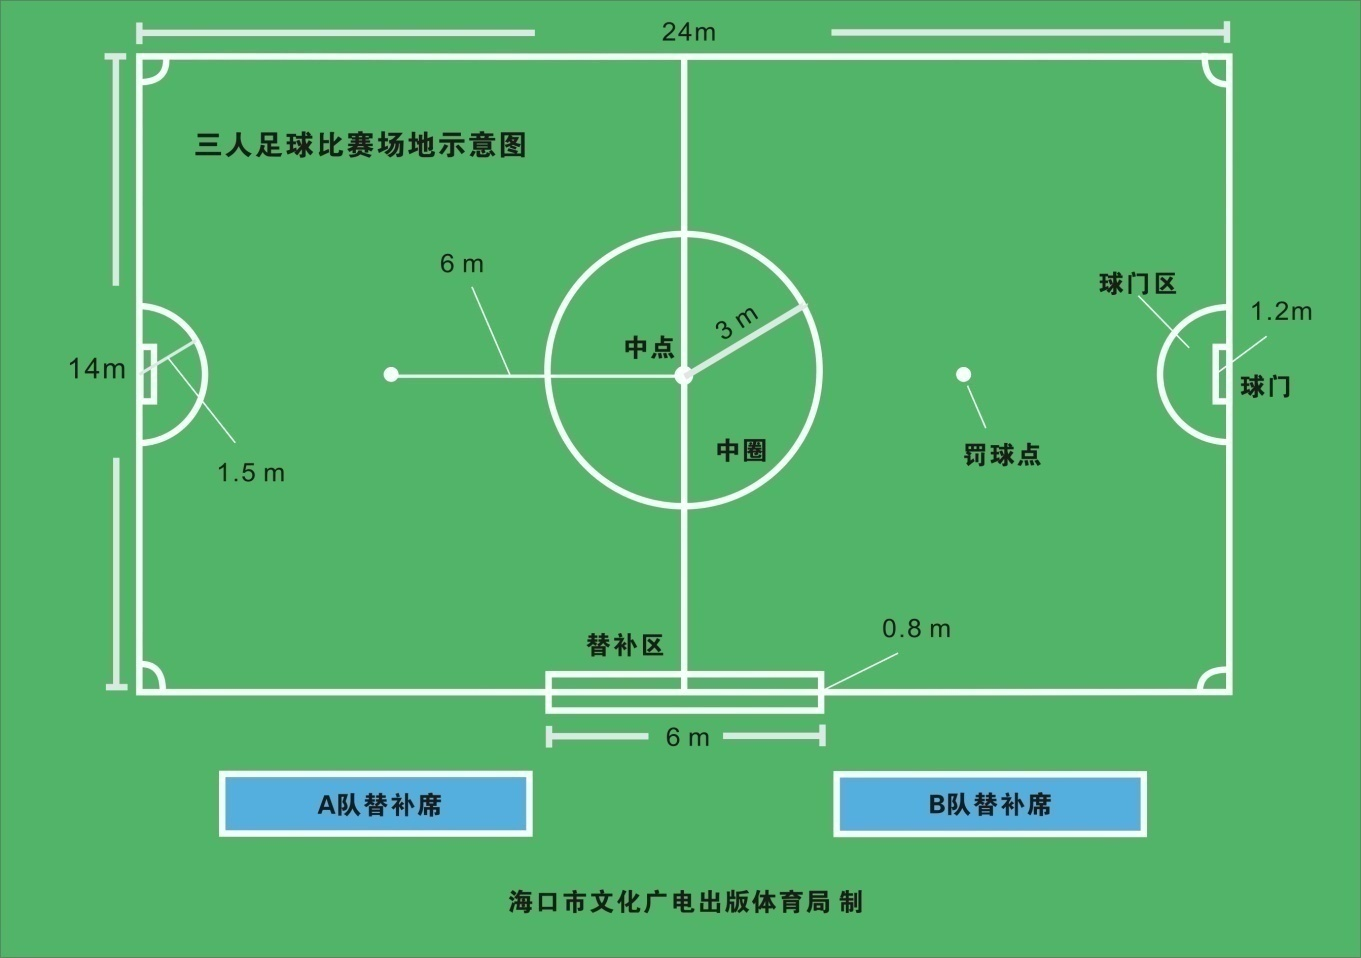 24m
三人足球比赛场地示意图
6 m
球门区
3 m
1.2m
中点
14m
球门
中圈
罚球点
1.5 m
0.8 m
替补区
6 m
A队替补席
B队替补席
海口市文化广电出版体育局 制